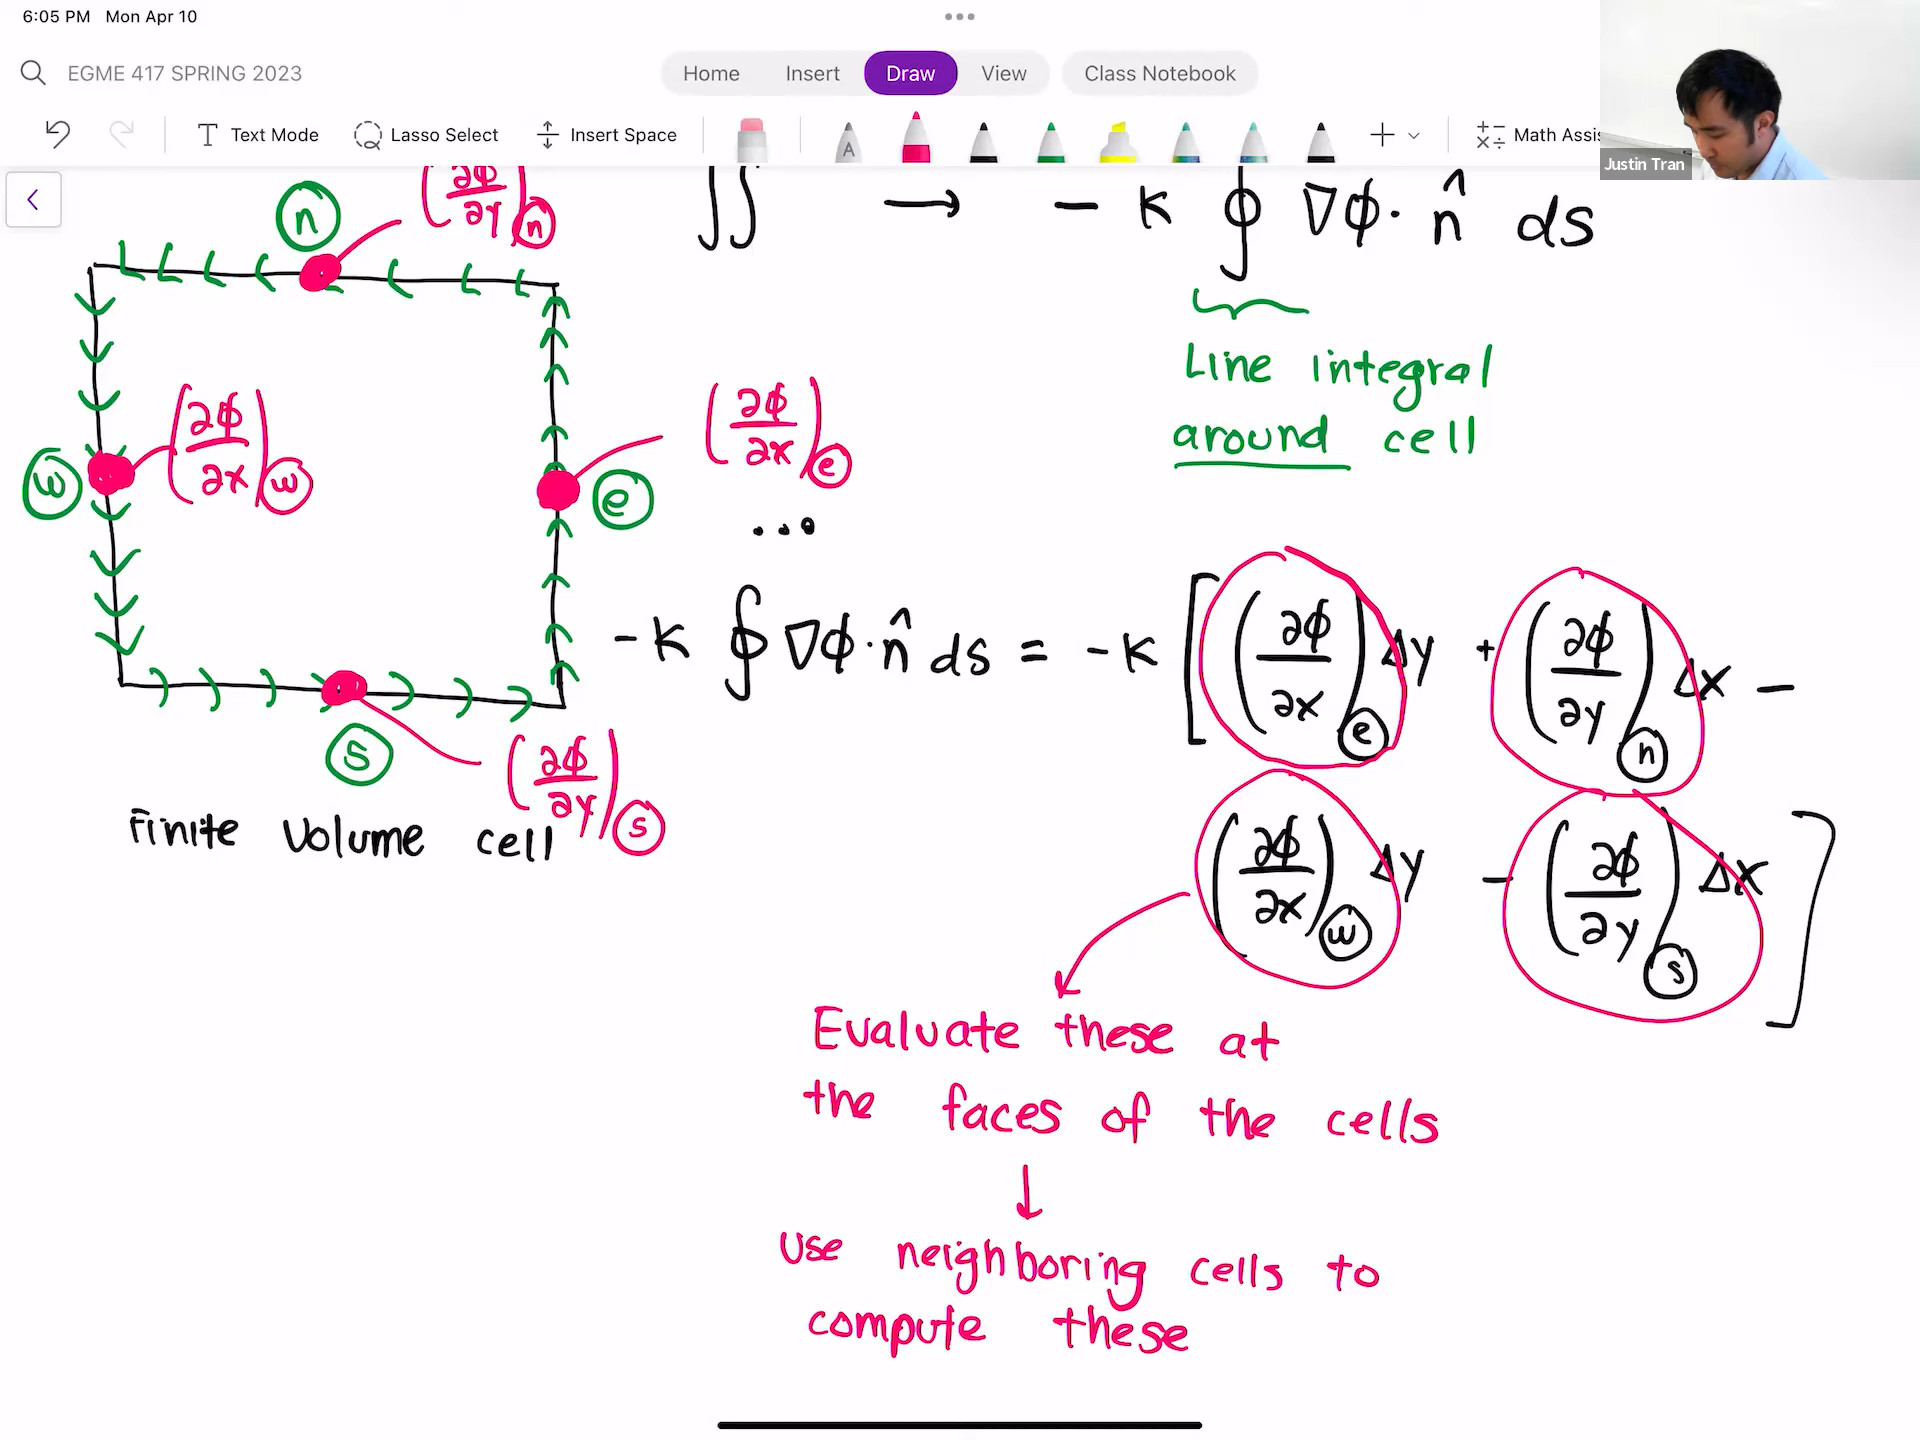 6:05 PM Mon Apr 10
EGME 417 SPRING 2023
Home Insert Draw View Class Notebook
Text Mode Lasso Select Insert Space A Math Assis
Justin Tran
n (∂ϕ/∂y)n ∬ → - K ∮ ∇ϕ · n̂ ds
Line integral
around cell
w (∂ϕ/∂x)w (∂ϕ/∂x)e
e
...
-K ∮ ∇ϕ · n̂ ds = -K [ (∂ϕ/∂x)e Δy + (∂ϕ/∂y)n Δx -
(∂ϕ/∂x)w Δy - (∂ϕ/∂y)s Δx ]
s (∂ϕ/∂y)s
Finite Volume cell
Evaluate these at
the faces of the cells
↓
use neighboring cells to
compute these